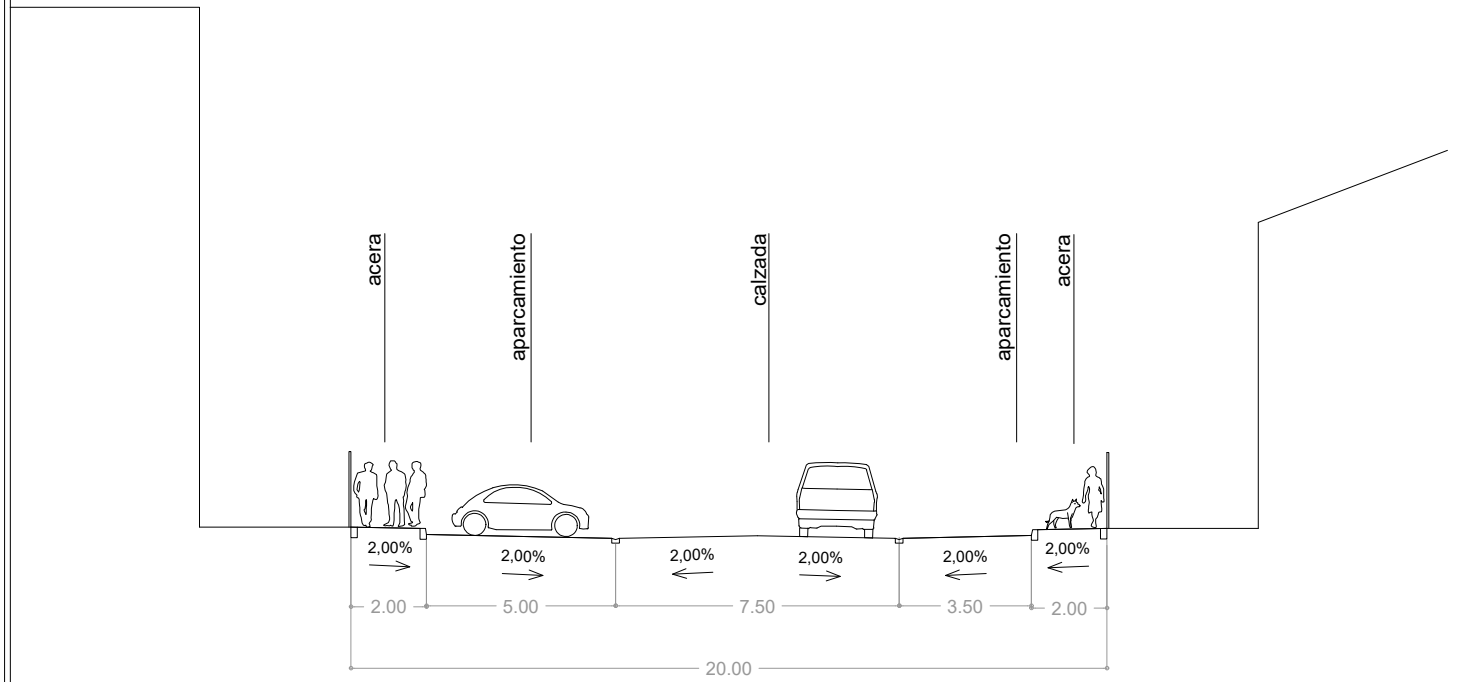 acera
aparcamiento
calzada
aparcamiento
acera
2,00%
2,00%
2,00%
2,00%
2,00%
2,00%
2.00
5.00
7.50
3.50
2.00
20.00